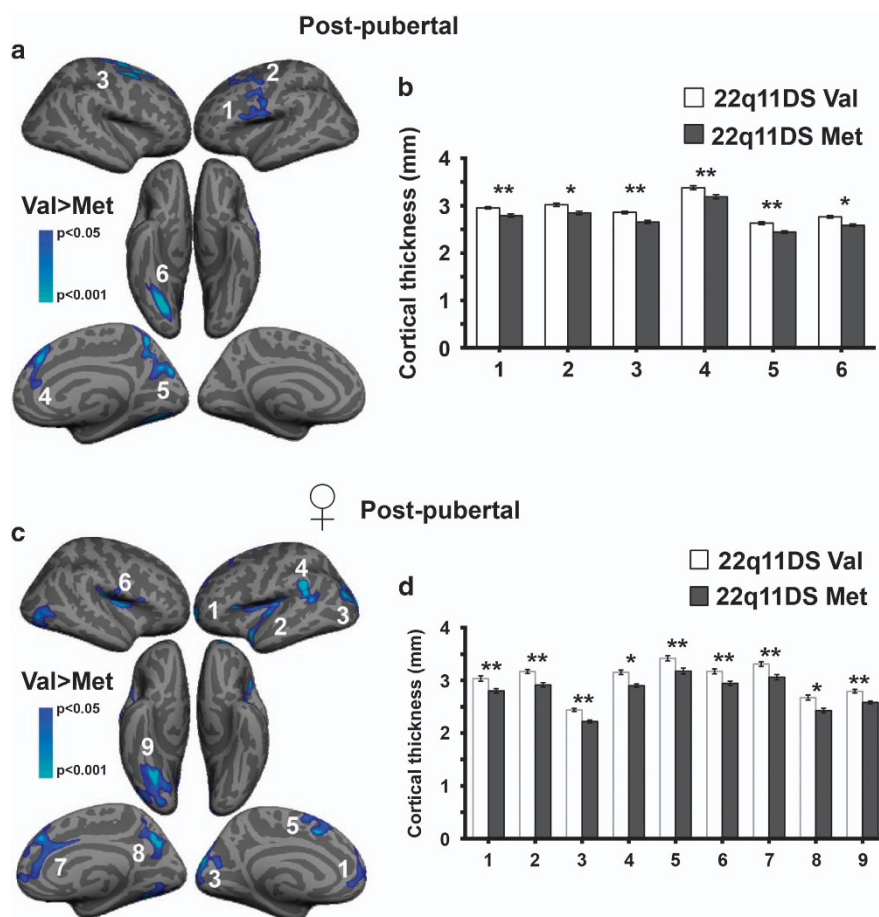 Post-pubertal
a
3
2
1
b
22q11DS Val
22q11DS Met
Val>Met
p<0.05
p<0.001
6
4
5
Cortical thickness (mm)
4
3
2
1
0
** * ** ** ** *
1 2 3 4 5 6
♀ Post-pubertal
c
6
4
1
2
3
d
22q11DS Val
22q11DS Met
Val>Met
p<0.05
p<0.001
9
7
8
5
3
1
Cortical thickness (mm)
4
3
2
1
0
** ** ** * ** ** ** * **
1 2 3 4 5 6 7 8 9